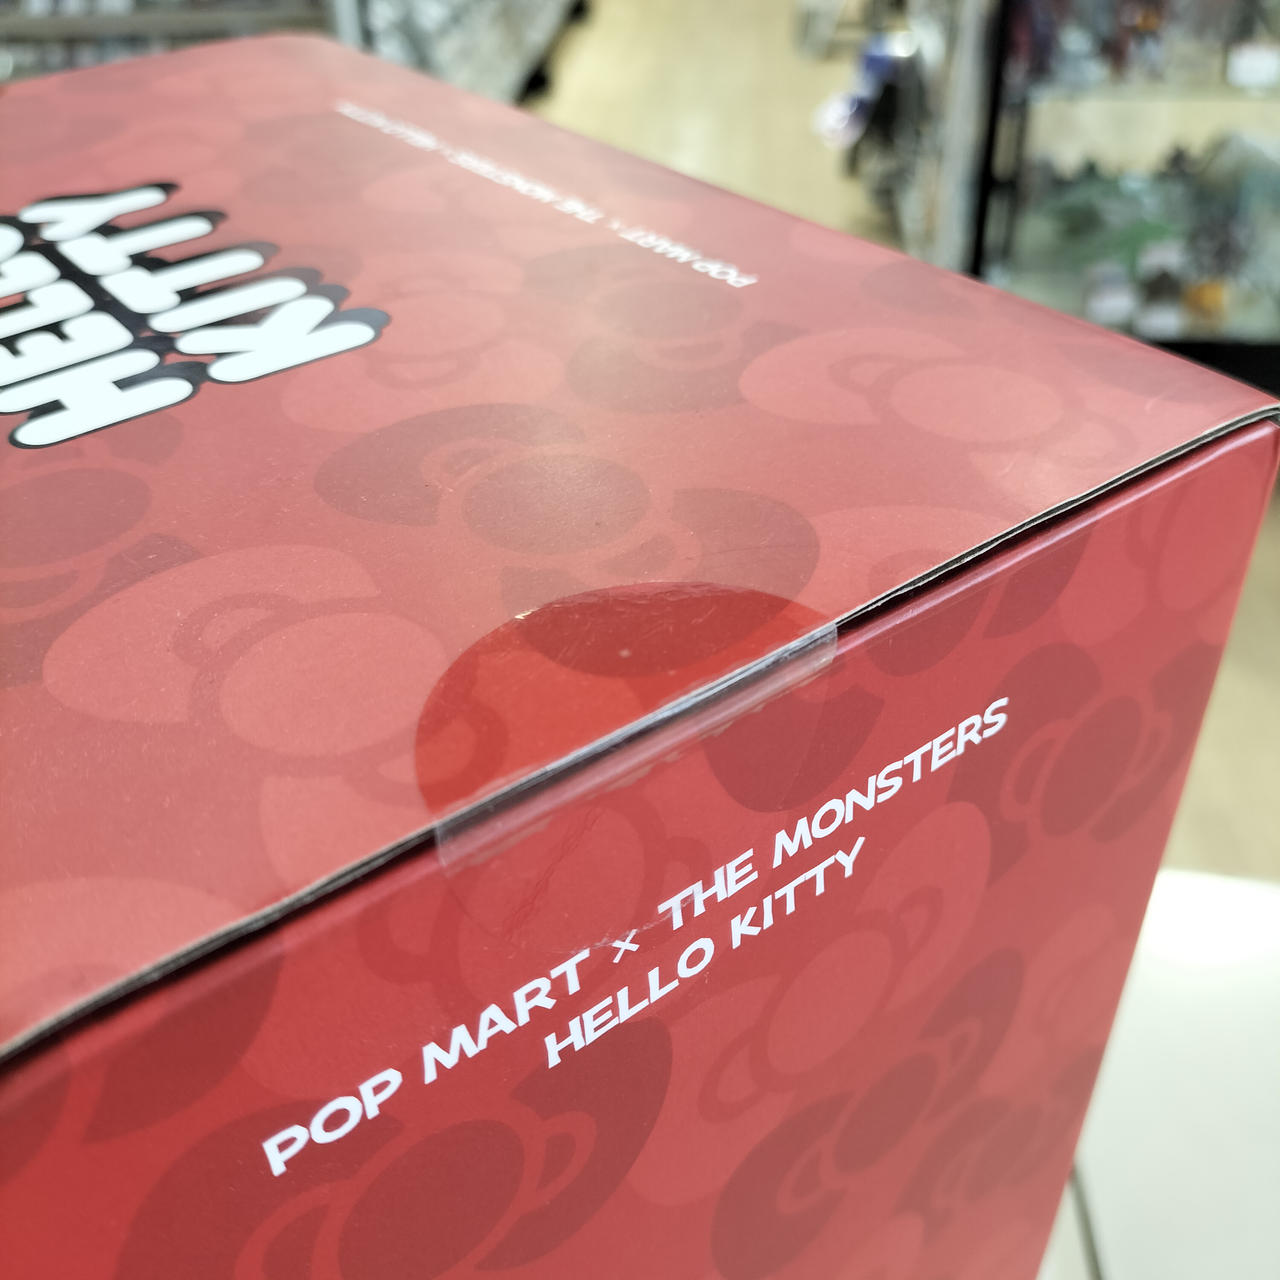 HELLO
KITTY
POP MART × THE MONSTERS × HELLO KITTY
POP MART × THE MONSTERS
HELLO KITTY